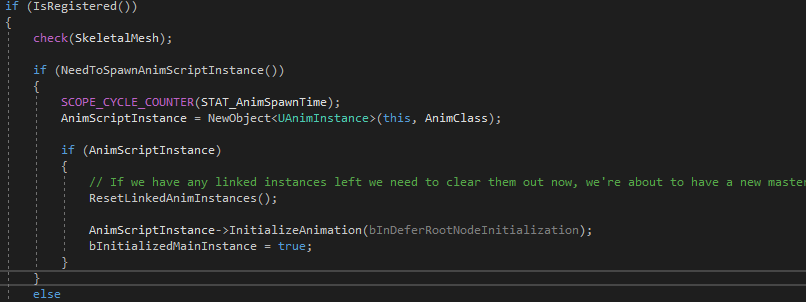 if (IsRegistered())
{
check(SkeletalMesh);
if (NeedToSpawnAnimScriptInstance())
{
SCOPE_CYCLE_COUNTER(STAT_AnimSpawnTime);
AnimScriptInstance = NewObject<UAnimInstance>(this, AnimClass);
if (AnimScriptInstance)
{
// If we have any linked instances left we need to clear them out now, we're about to have a new master
ResetLinkedAnimInstances();
AnimScriptInstance->InitializeAnimation(bInDeferRootNodeInitialization);
bInitializedMainInstance = true;
}
}
else